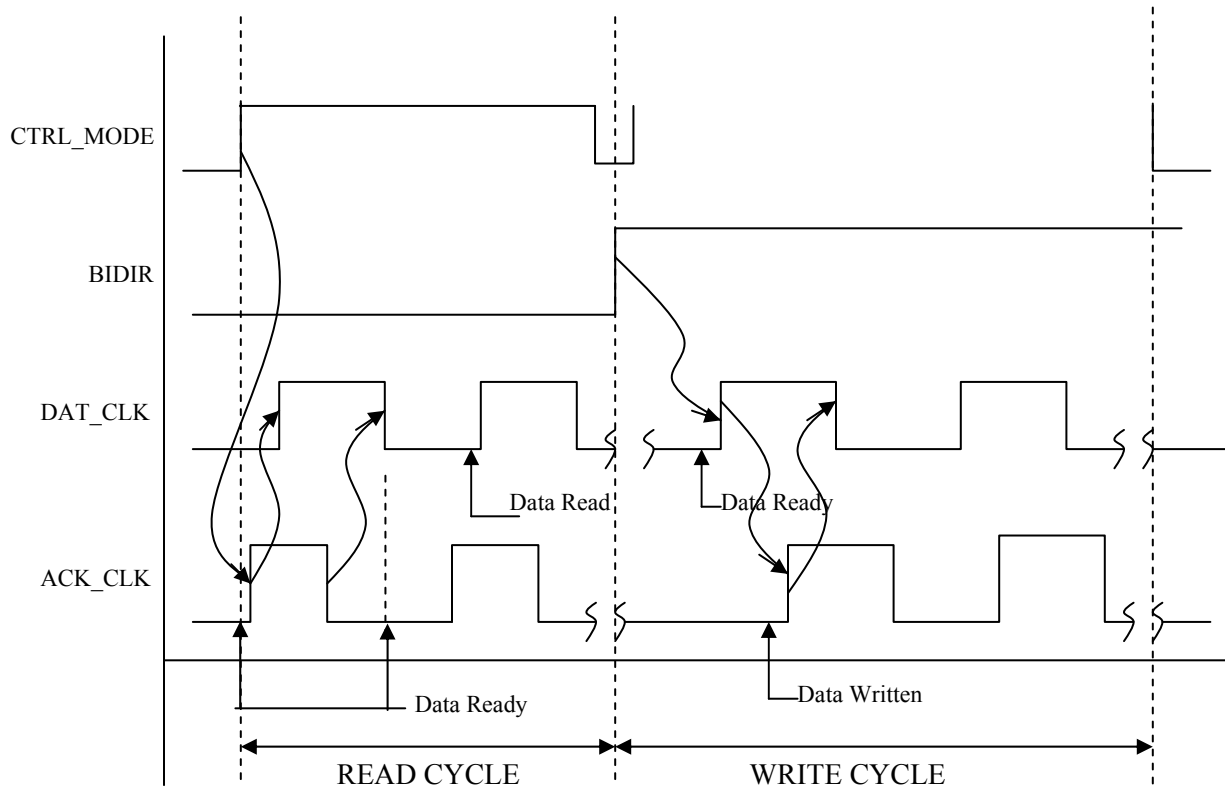 CTRL_MODE
BIDIR
DAT_CLK
Data Read
Data Ready
ACK_CLK
Data Ready
Data Written
READ CYCLE
WRITE CYCLE